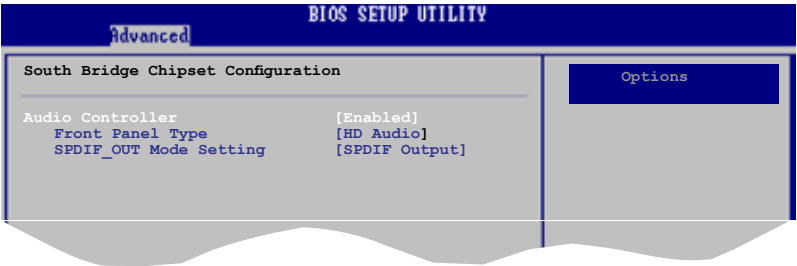 BIOS SETUP UTILITY
Advanced
South Bridge Chipset Configuration
Options
Audio Controller [Enabled]
Front Panel Type [HD Audio]
SPDIF_OUT Mode Setting [SPDIF Output]